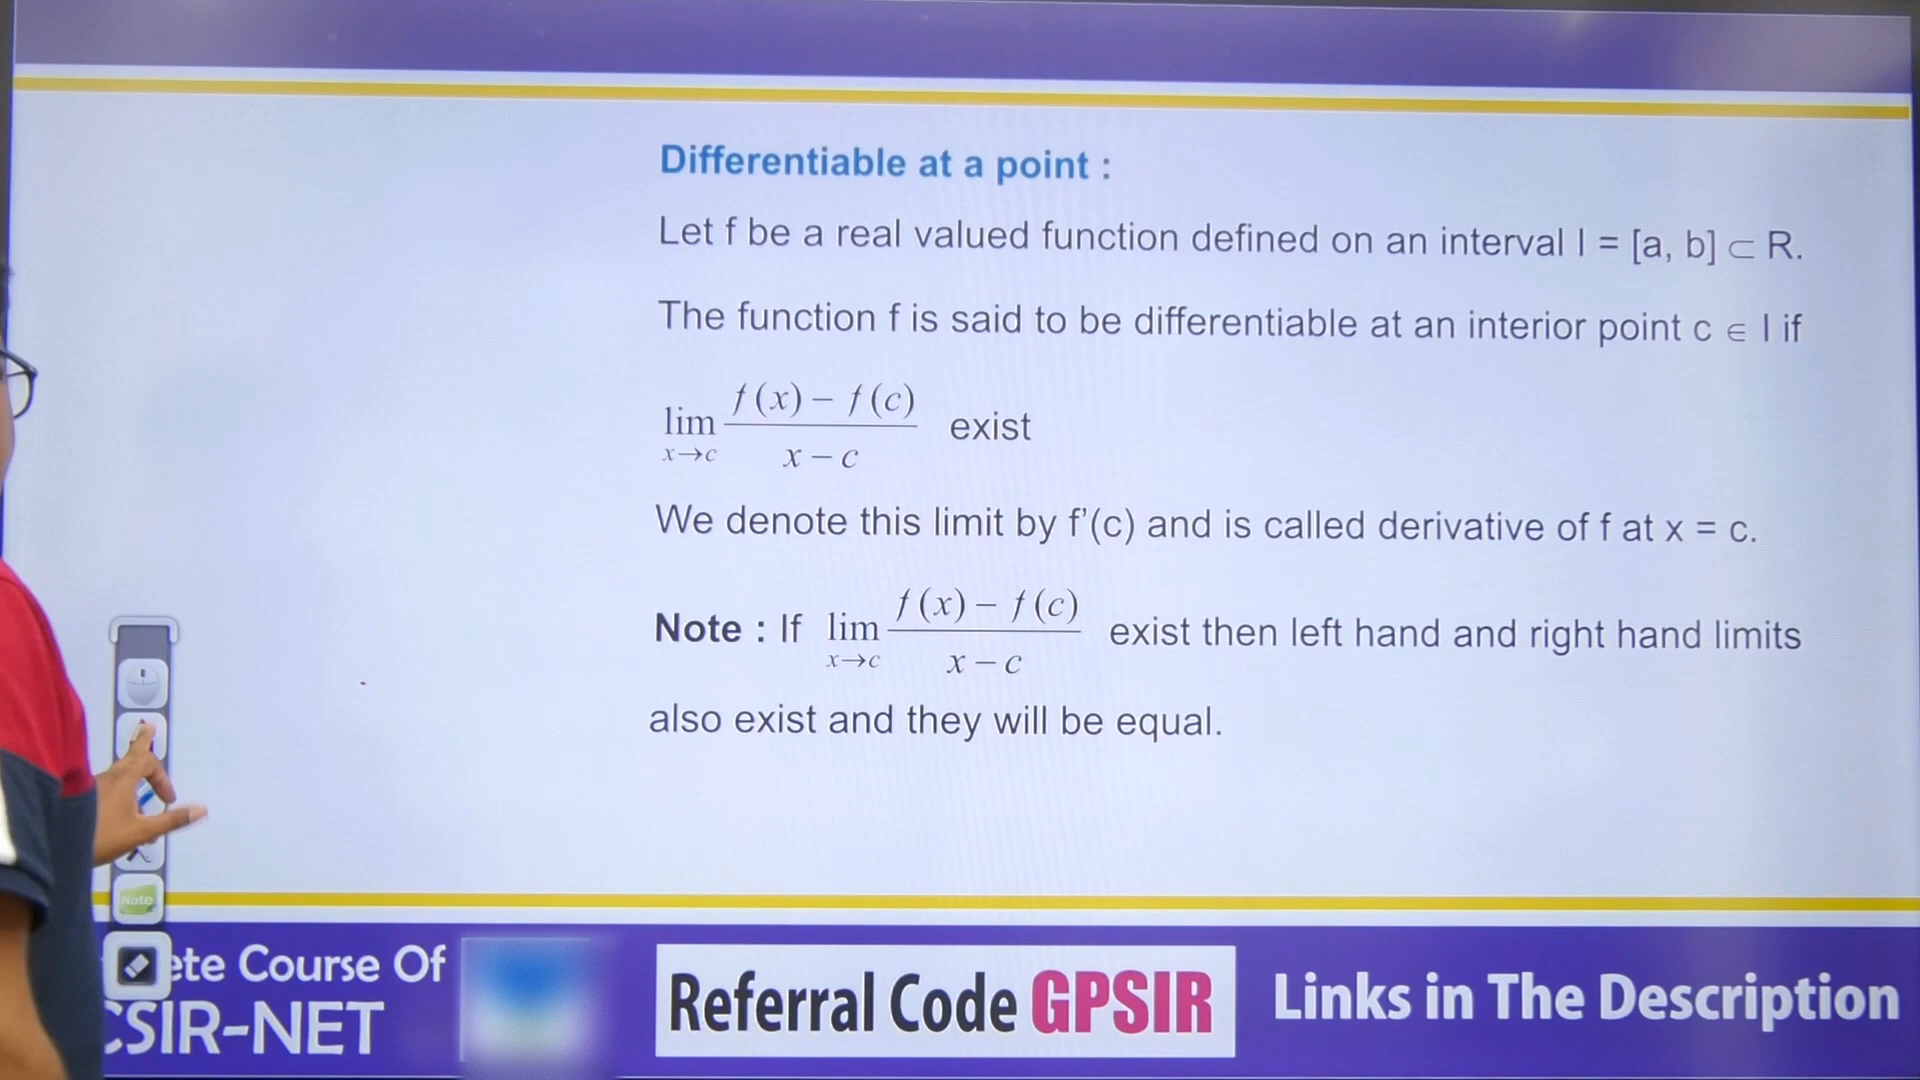 Differentiable at a point :
Let f be a real valued function defined on an interval I = [a, b] ⊂ R.
The function f is said to be differentiable at an interior point c ∈ I if
lim x→c f(x) − f(c) / x − c exist
We denote this limit by f'(c) and is called derivative of f at x = c.
Note : If lim x→c f(x) − f(c) / x − c exist then left hand and right hand limits
also exist and they will be equal.
Note
ete Course Of
CSIR-NET
Referral Code GPSIR
Links in The Description